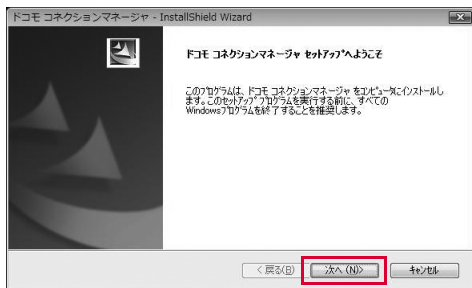 ドコモ コネクションマネージャ - InstallShield Wizard
ドコモ コネクションマネージャ セットアップへようこそ
このプログラムは、ドコモ コネクションマネージャ をコンピュータにインストールし
ます。このセットアップ プログラムを実行する前に、すべての
Windowsプログラムを終了することを推奨します。
< 戻る(B)
次へ (N)>
キャンセル